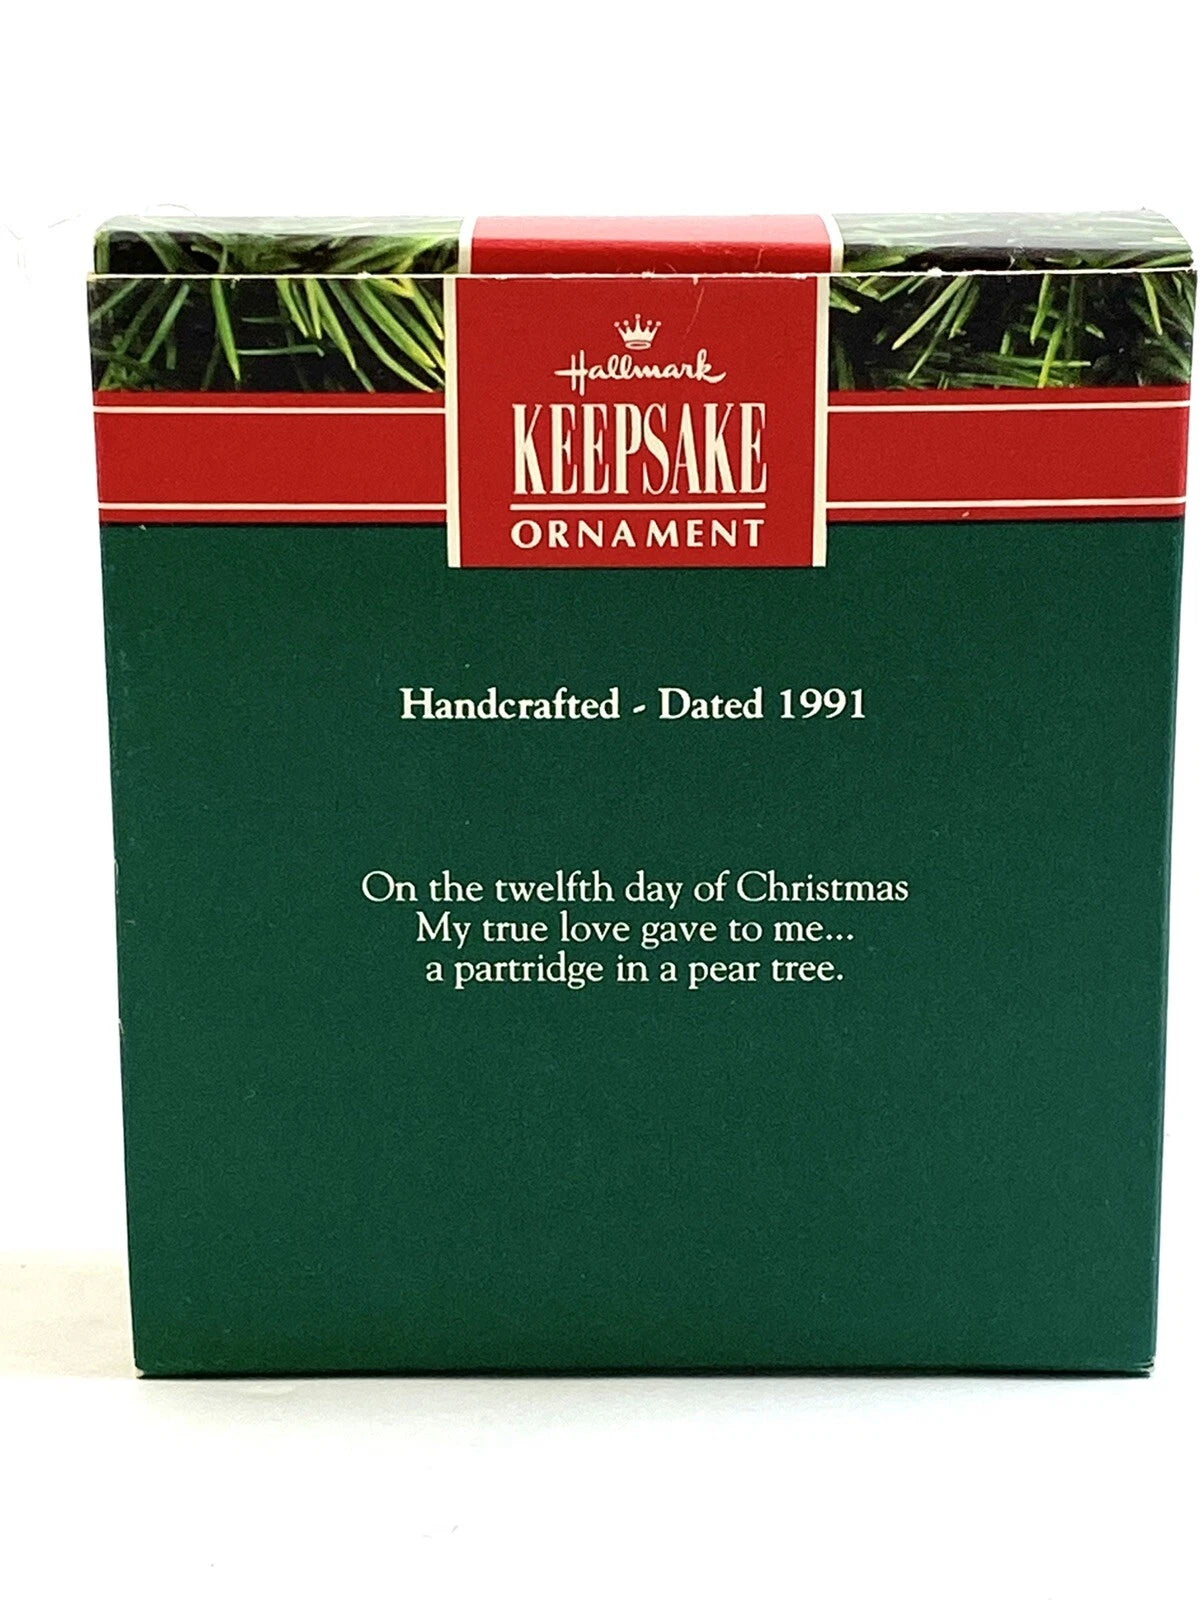 Hallmark
KEEPSAKE
ORNAMENT
Handcrafted - Dated 1991
On the twelfth day of Christmas
My true love gave to me...
a partridge in a pear tree.